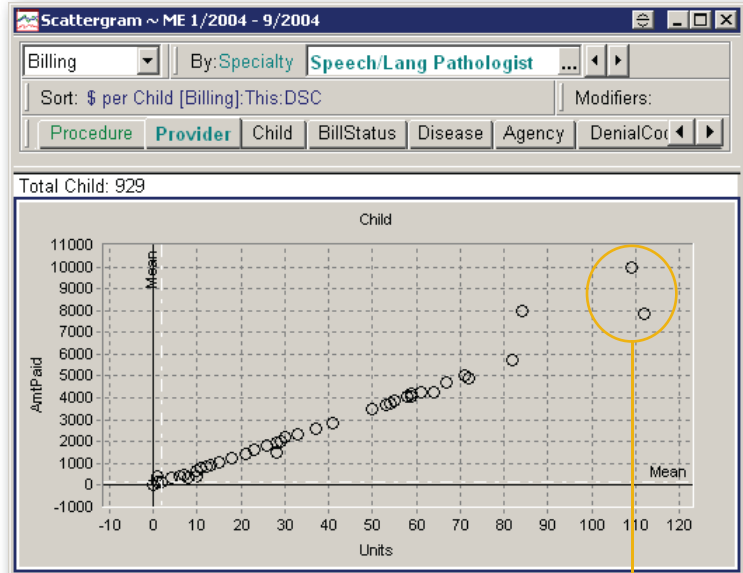 Scattergram ~ ME 1/2004 - 9/2004
Billing By:Specialty Speech/Lang Pathologist ...
Sort: $ per Child [Billing]:This:DSC Modifiers:
Procedure Provider Child BillStatus Disease Agency DenialCo
Total Child: 929
Child
11000
10000
9000
8000
7000
6000
5000
4000
3000
2000
1000
0
-1000
AmtPaid
Mean
Mean
-10 0 10 20 30 40 50 60 70 80 90 100 110 120
Units